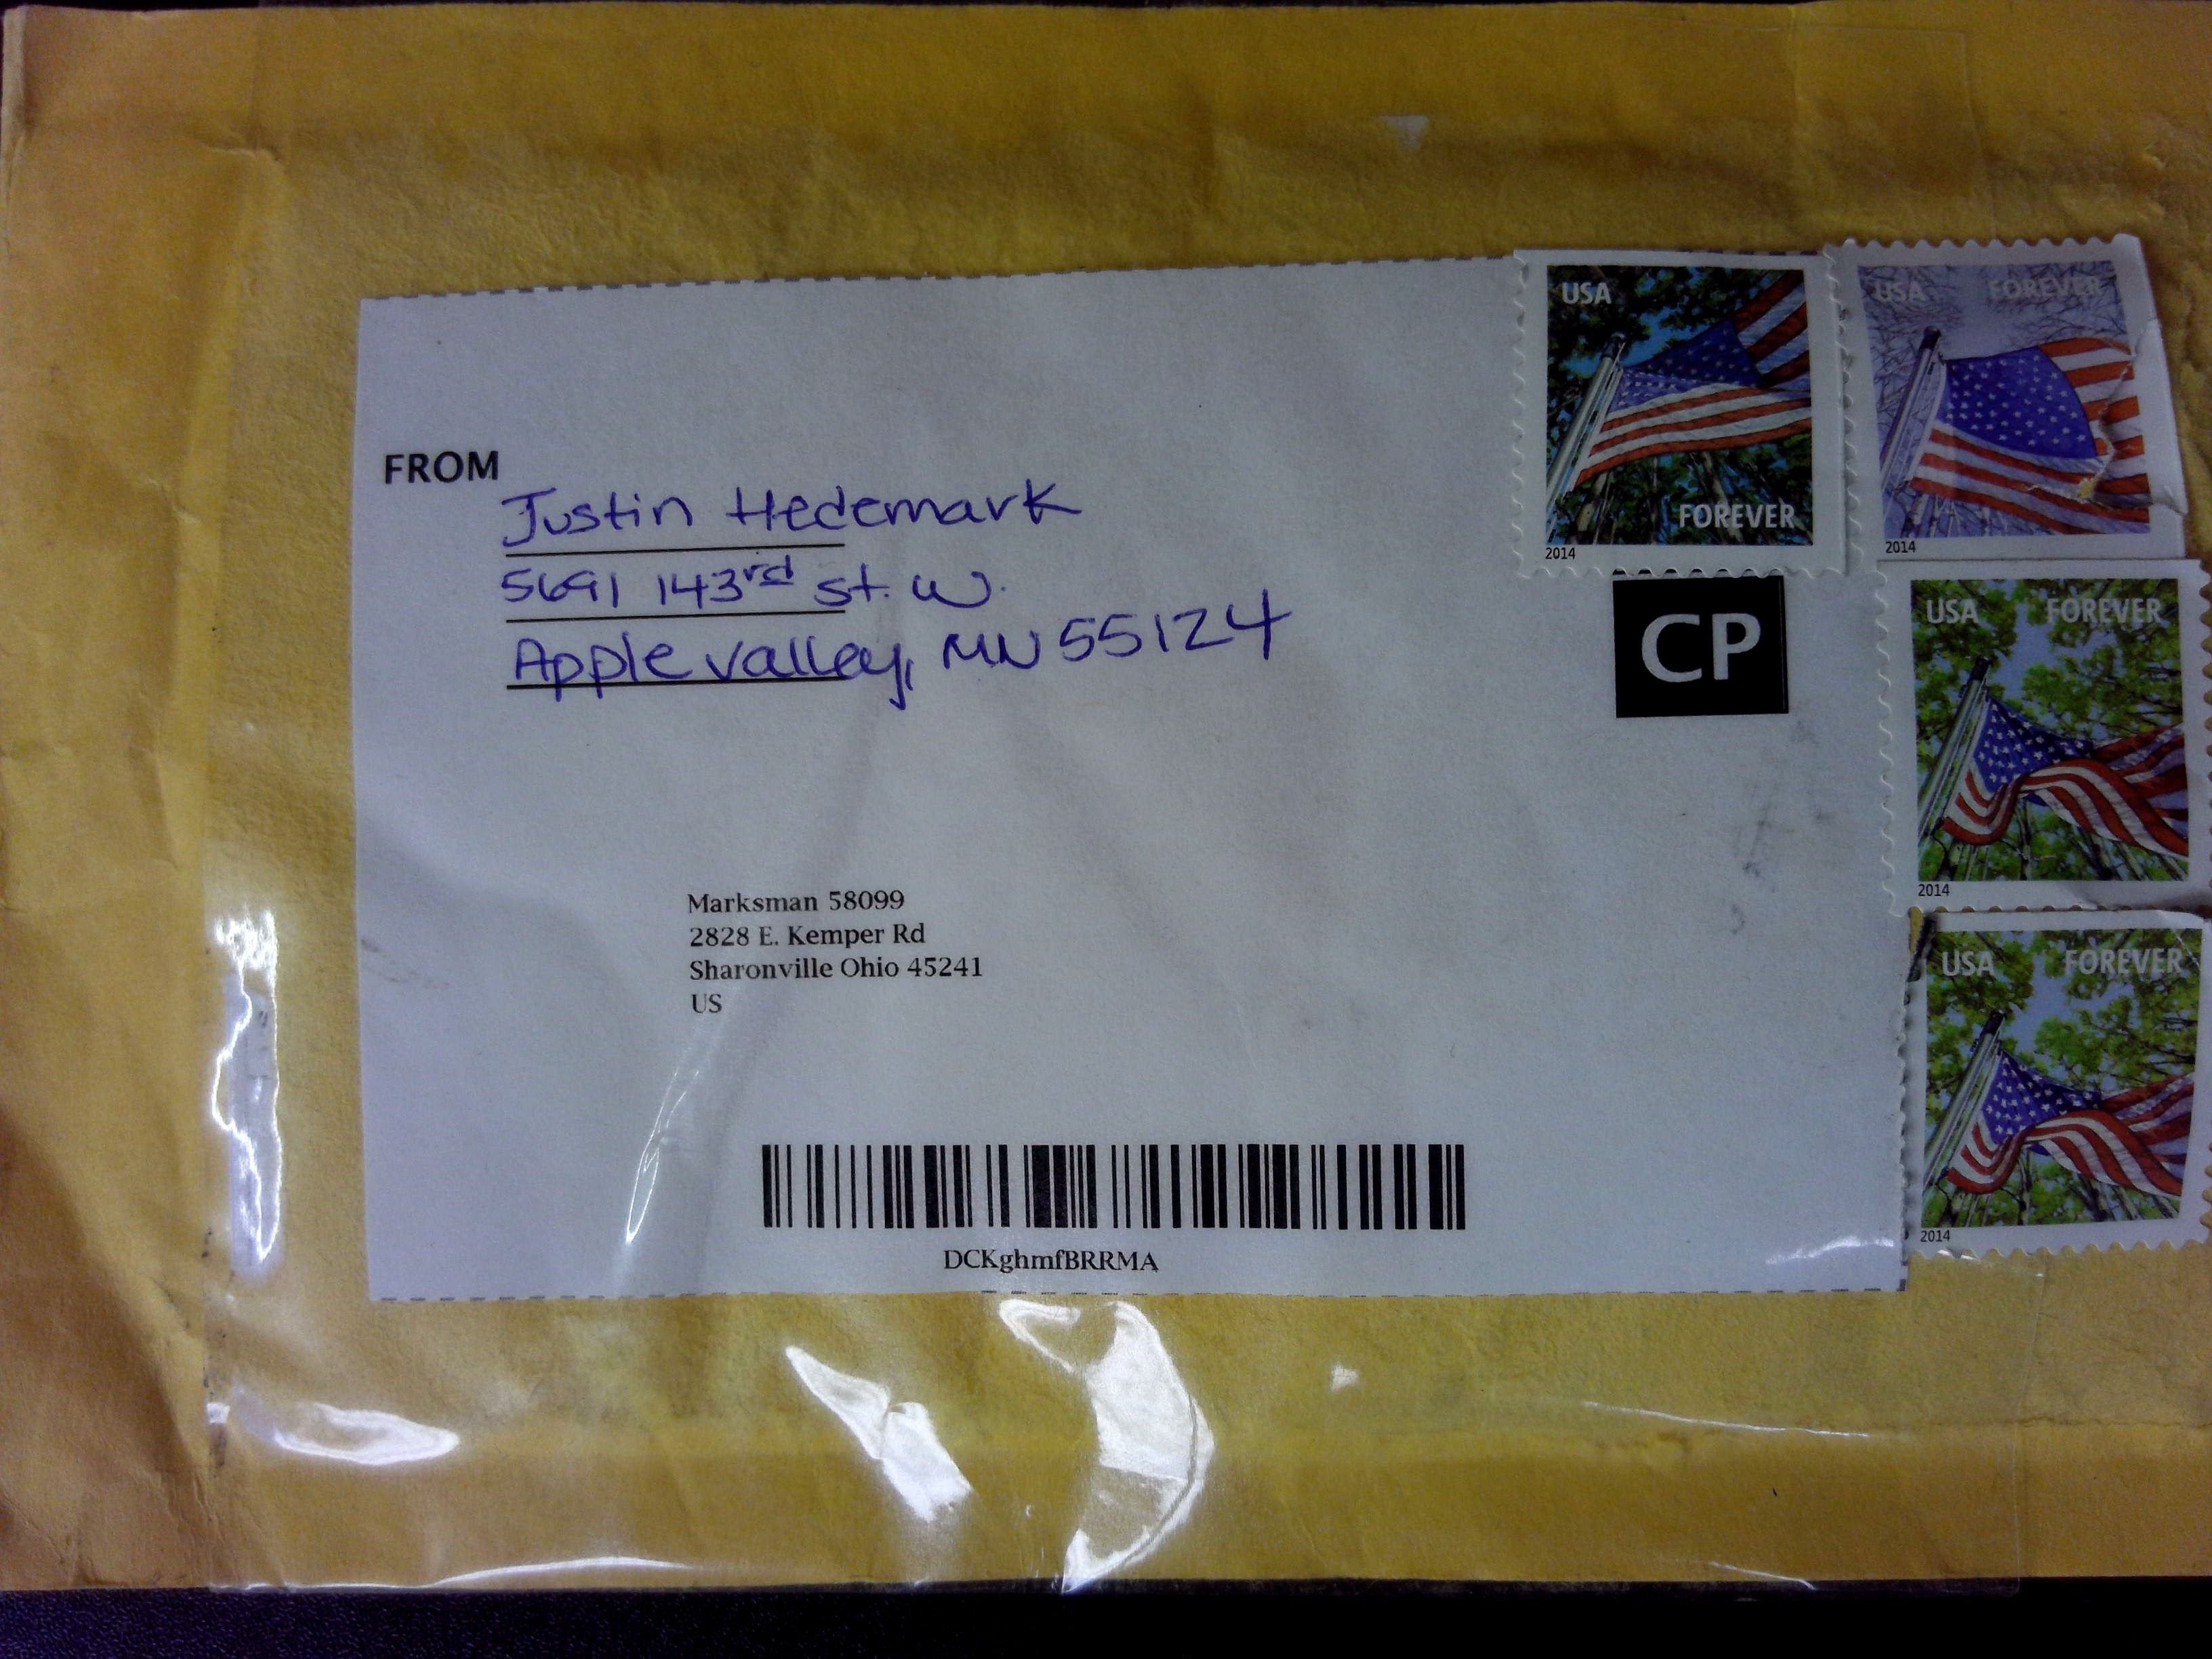 USA
FOREVER
2014
USA FOREVER
2014
FROM
Justin Hedemark
5691 143rd st. W.
Apple valley, MN 55124
CP
USA FOREVER
2014
Marksman 58099
2828 E. Kemper Rd
Sharonville Ohio 45241
US
USA FOREVER
2014
DCKghmfBRRMA